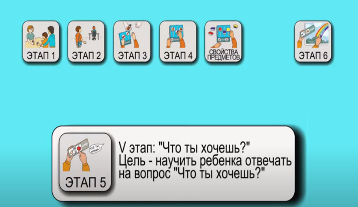 ЭТАП 1 ЭТАП 2 ЭТАП 3 ЭТАП 4 СВОЙСТВА ПРЕДМЕТОВ ЭТАП 6
V этап: "Что ты хочешь?"
Цель - научить ребенка отвечать
на вопрос "Что ты хочешь?"
ЭТАП 5